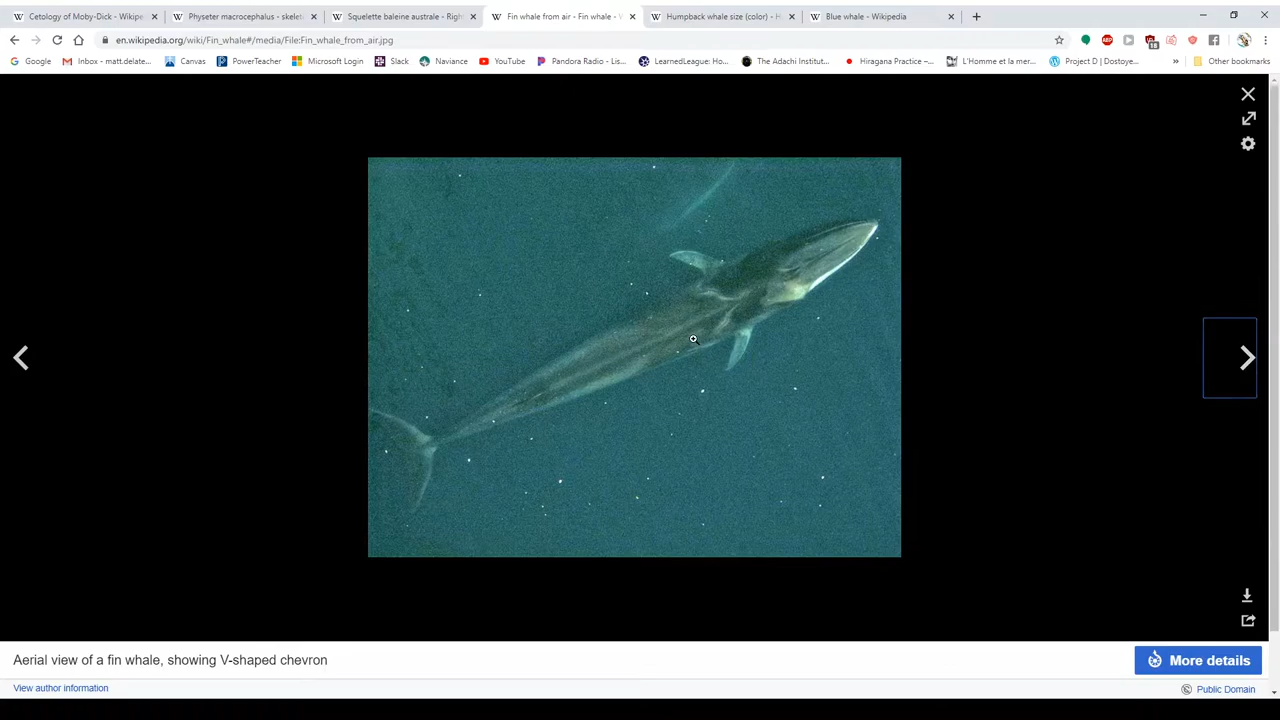 Cetology of Moby-Dick - Wikipe
Physeter macrocephalus - skelet
Squelette baleine australe - Righ
Fin whale from air - Fin whale - V
Humpback whale size (color) - H
Blue whale - Wikipedia
en.wikipedia.org/wiki/Fin_whale#/media/File:Fin_whale_from_air.jpg
ABP
18
Google
Inbox - matt.delate...
Canvas
PowerTeacher
Microsoft Login
Slack
Naviance
YouTube
Pandora Radio - Lis...
LearnedLeague: Ho...
The Adachi Institut...
Hiragana Practice –...
L'Homme et la mer...
Project D | Dostoye...
»
Other bookmarks
Aerial view of a fin whale, showing V-shaped chevron
More details
View author information
Public Domain